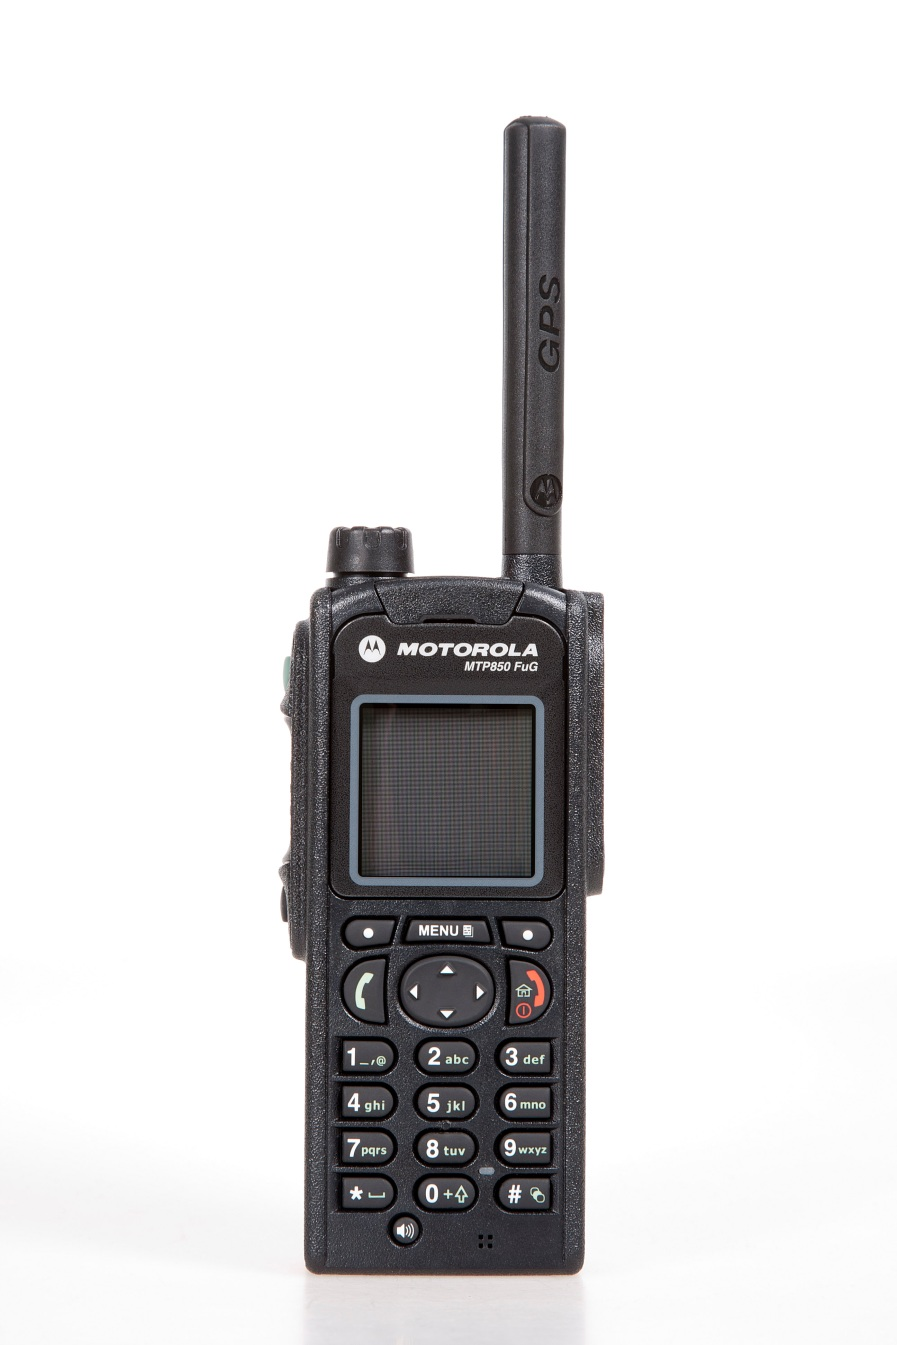 GPS
MOTOROLA
MTP850 FuG
MENU
1_,@ 2 abc 3 def
4 ghi 5 jkl 6 mno
7 pqrs 8 tuv 9 wxyz
* 0 + #